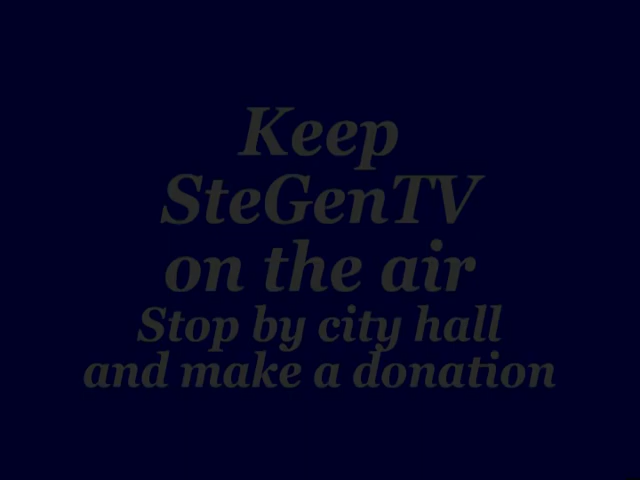 Keep
SteGenTV
on the air
Stop by city hall
and make a donation